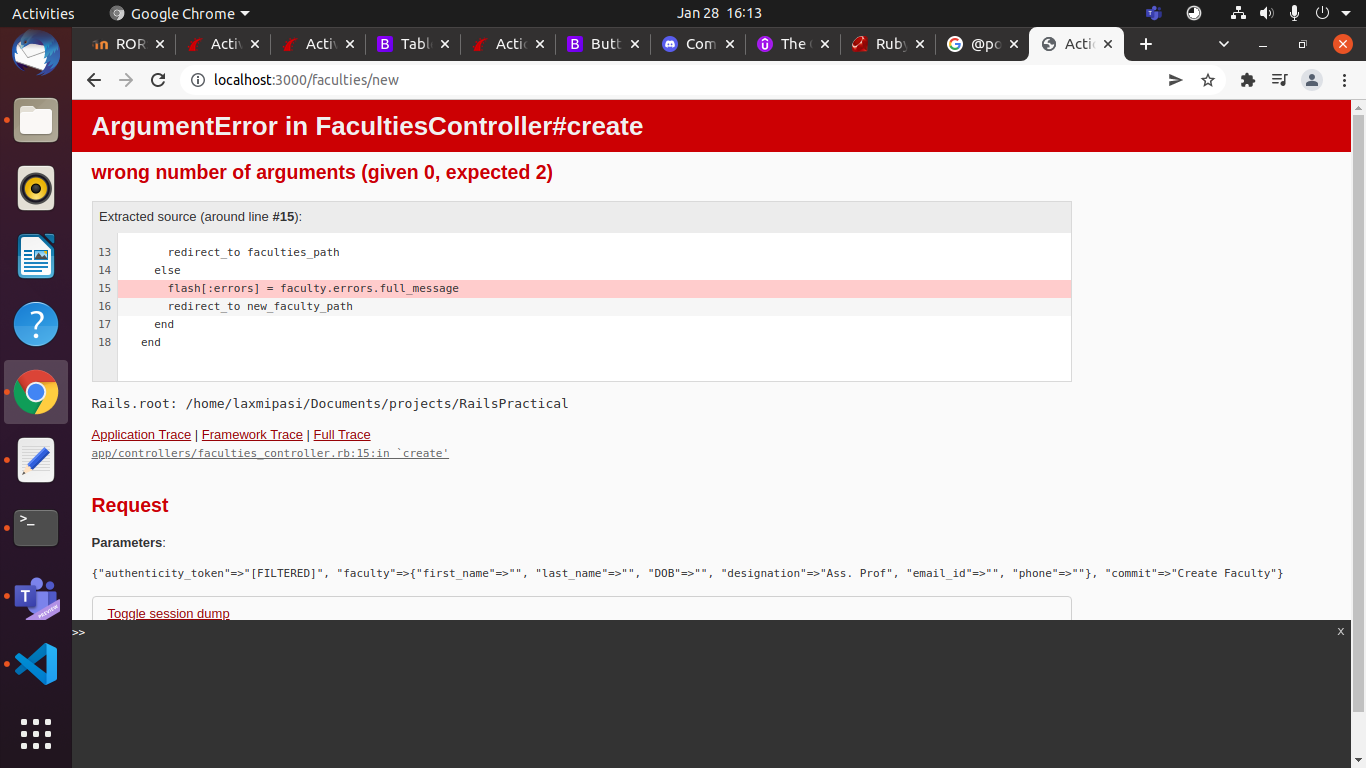 Activities
Google Chrome
Jan 28 16:13
ROR
Activ
Activ
Table
Actio
Butt
Com
The
Ruby
@po
Actio
localhost:3000/faculties/new
ArgumentError in FacultiesController#create
wrong number of arguments (given 0, expected 2)
Extracted source (around line #15):
13 redirect_to faculties_path
14 else
15 flash[:errors] = faculty.errors.full_message
16 redirect_to new_faculty_path
17 end
18 end
Rails.root: /home/laxmipasi/Documents/projects/RailsPractical
Application Trace | Framework Trace | Full Trace
app/controllers/faculties_controller.rb:15:in `create'
Request
Parameters:
{"authenticity_token"=>"[FILTERED]", "faculty"=>{"first_name"=>"", "last_name"=>"", "DOB"=>"", "designation"=>"Ass. Prof", "email_id"=>"", "phone"=>""}, "commit"=>"Create Faculty"}
Toggle session dump
>>
x